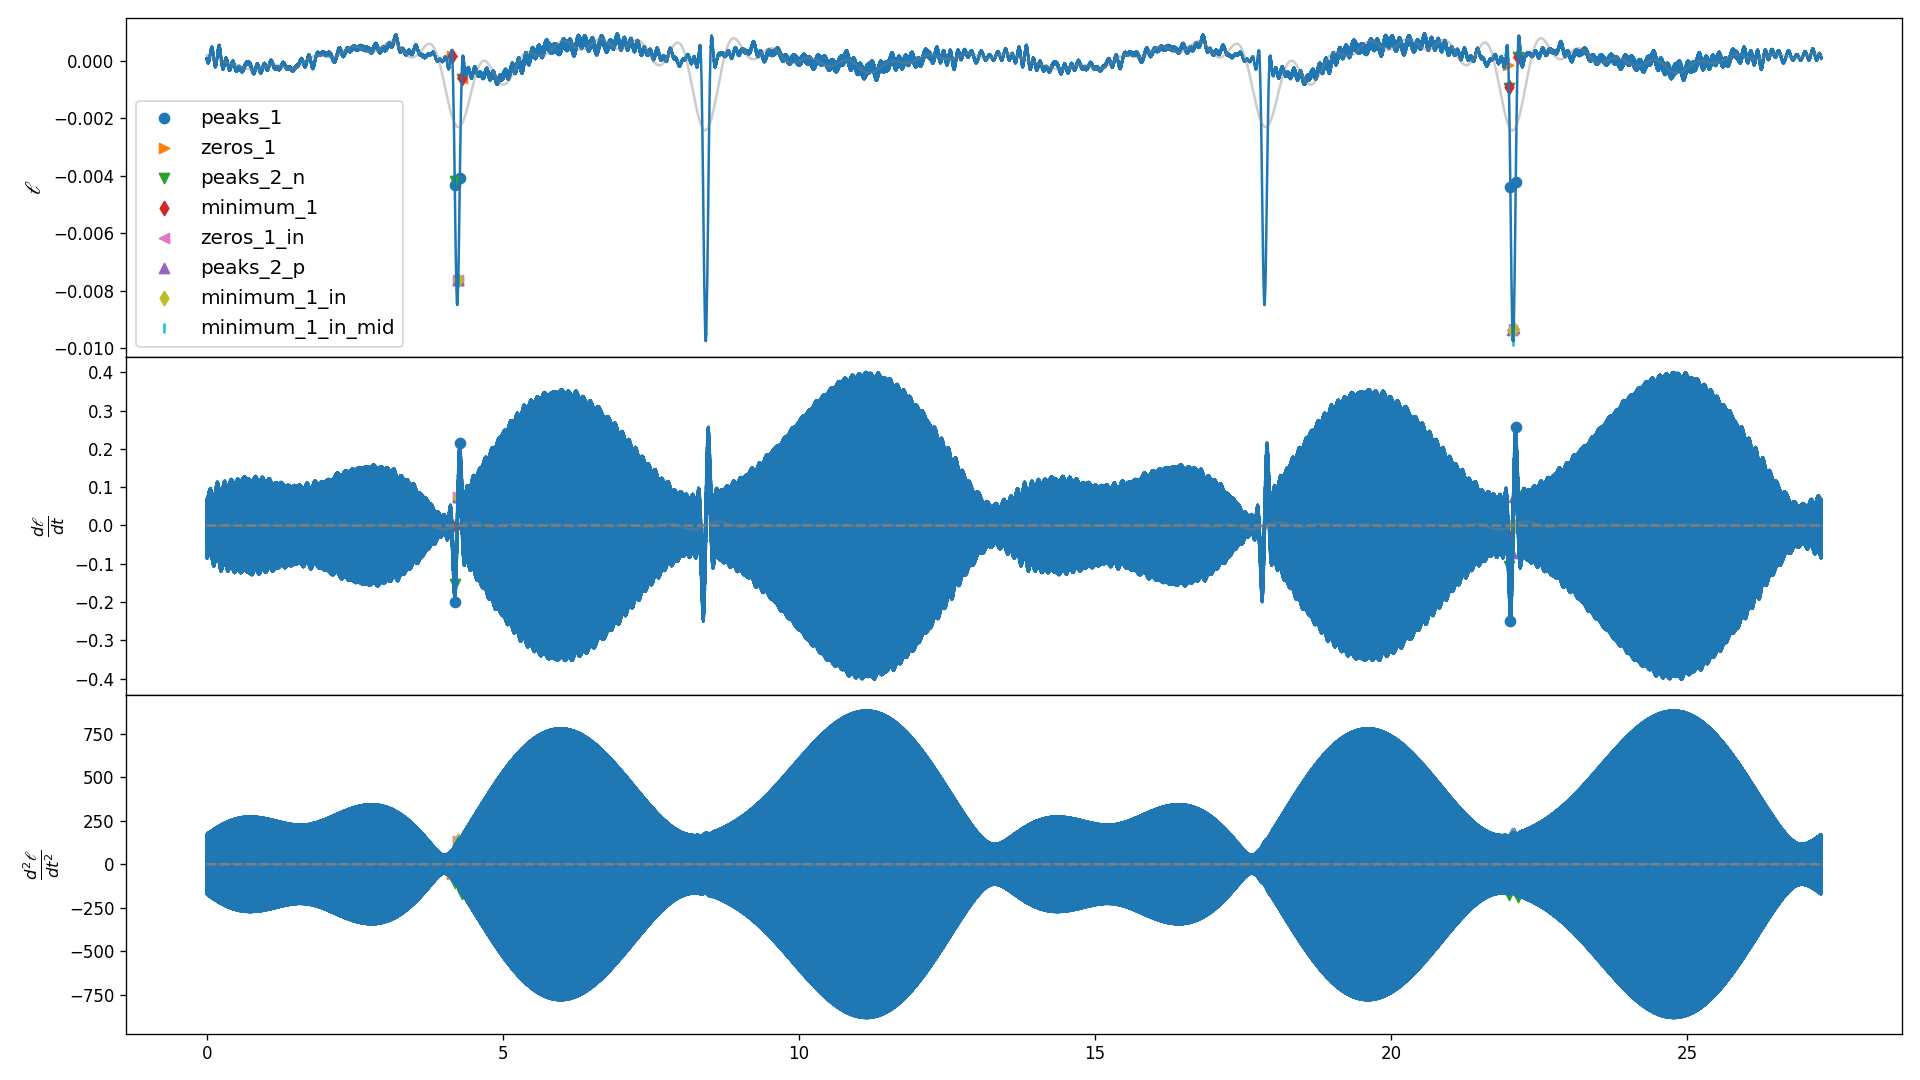 0.000
−0.002
−0.004
−0.006
−0.008
−0.010
ℓ
peaks_1
zeros_1
peaks_2_n
minimum_1
zeros_1_in
peaks_2_p
minimum_1_in
minimum_1_in_mid
0.4
0.3
0.2
0.1
0.0
−0.1
−0.2
−0.3
−0.4
dℓ/dt
750
500
250
0
−250
−500
−750
d²ℓ/dt²
0 5 10 15 20 25